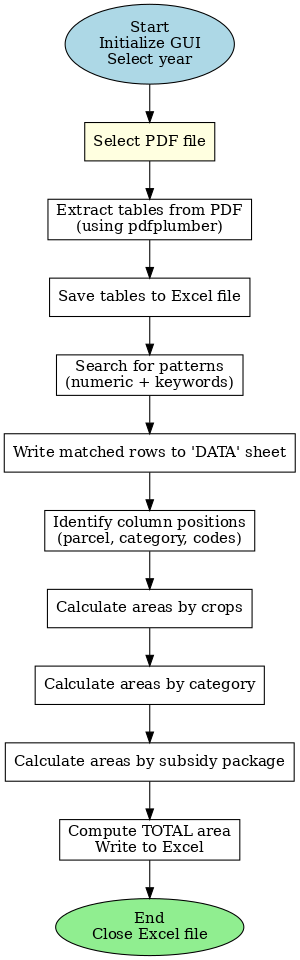 Start
Initialize GUI
Select year
Select PDF file
Extract tables from PDF
(using pdfplumber)
Save tables to Excel file
Search for patterns
(numeric + keywords)
Write matched rows to 'DATA' sheet
Identify column positions
(parcel, category, codes)
Calculate areas by crops
Calculate areas by category
Calculate areas by subsidy package
Compute TOTAL area
Write to Excel
End
Close Excel file